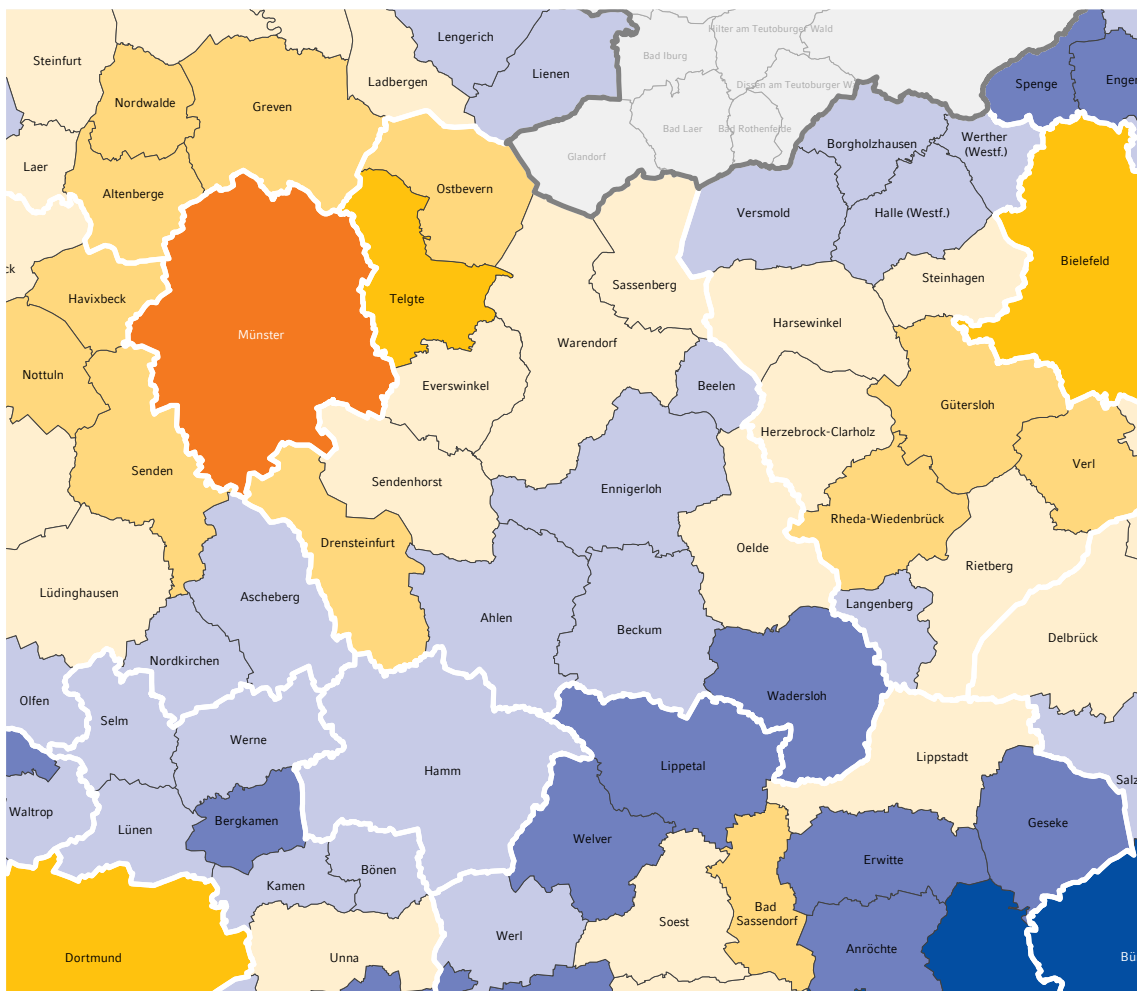 Hilter am Teutoburger Wald
Lengerich
Bad Iburg
Steinfurt
Lienen
Ladbergen
Dissen am Teutoburger W
Spenge
Enger
Nordwalde
Greven
Bad Laer
Bad Rothenfelde
Borgholzhausen
Werther
(Westf.)
Glandorf
Laer
Altenberge
Ostbevern
Versmold
Halle (Westf.)
Bielefeld
ck
Steinhagen
Sassenberg
Havixbeck
Telgte
Harsewinkel
Münster
Warendorf
Nottuln
Everswinkel
Beelen
Gütersloh
Herzebrock-Clarholz
Verl
Senden
Sendenhorst
Ennigerloh
Rheda-Wiedenbrück
Drensteinfurt
Oelde
Rietberg
Lüdinghausen
Ascheberg
Langenberg
Ahlen
Beckum
Delbrück
Nordkirchen
Wadersloh
Olfen
Selm
Werne
Lippstadt
Lippetal
Hamm
Salz
Waltrop
Bergkamen
Geseke
Lünen
Welver
Erwitte
Bönen
Kamen
Bad
Sassendorf
Soest
Werl
Anröchte
Dortmund
Unna
Bü